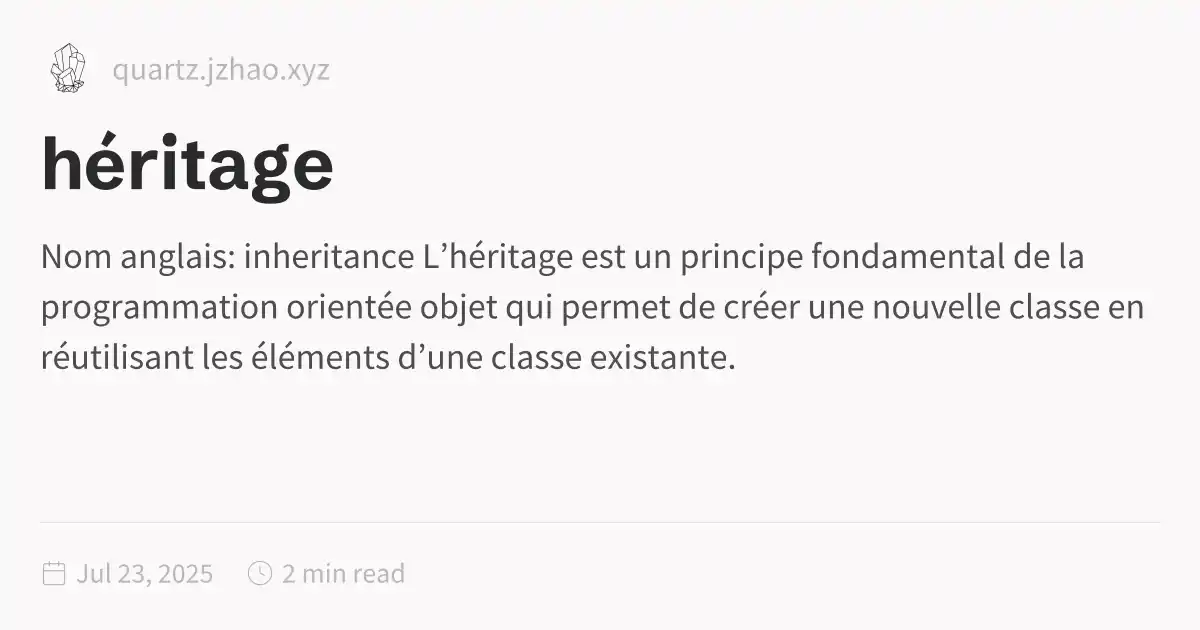 quartz.jzhao.xyz
héritage
Nom anglais: inheritance L’héritage est un principe fondamental de la
programmation orientée objet qui permet de créer une nouvelle classe en
réutilisant les éléments d’une classe existante.
Jul 23, 2025 2 min read